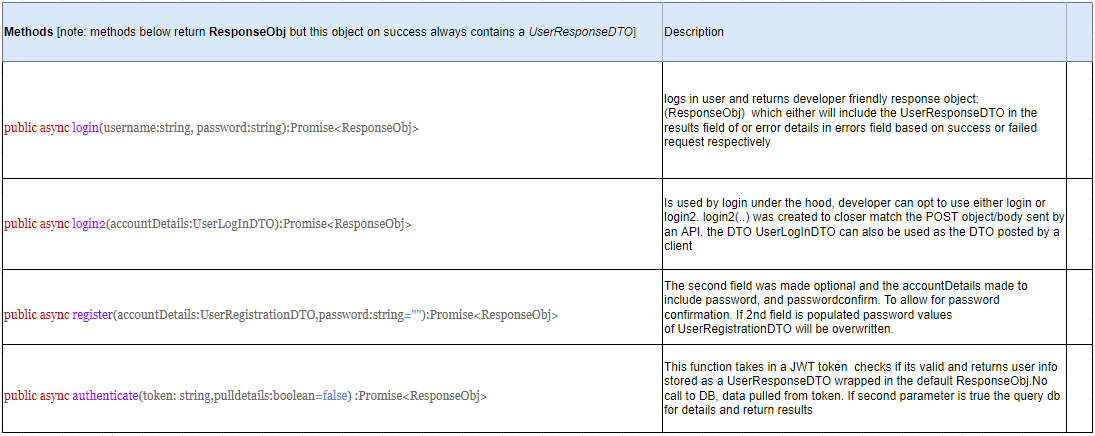 Methods [note: methods below return ResponseObj but this object on success always contains a UserResponseDTO]
Description
public async login(username:string, password:string):Promise<ResponseObj>
logs in user and returns developer friendly response object:
(ResponseObj)  which either will include the UserResponseDTO in the
results field of or error details in errors field based on success or failed
request respectively
public async login2(accountDetails:UserLogInDTO):Promise<ResponseObj>
Is used by login under the hood, developer can opt to use either login or
login2. login2(..) was created to closer match the POST object/body sent by
an API. the DTO UserLogInDTO can also be used as the DTO posted by a
client
public async register(accountDetails:UserRegistrationDTO,password:string=""):Promise<ResponseObj>
The second field was made optional and the accountDetails made to
include password, and passwordconfirm. To allow for password
confirmation. If 2nd field is populated password values
of UserRegistrationDTO will be overwritten.
public async authenticate(token: string,pulldetails:boolean=false) :Promise<ResponseObj>
This function takes in a JWT token  checks if its valid and returns user info
stored as a UserResponseDTO wrapped in the default ResponseObj.No
call to DB, data pulled from token. If second parameter is true the query db
for details and return results